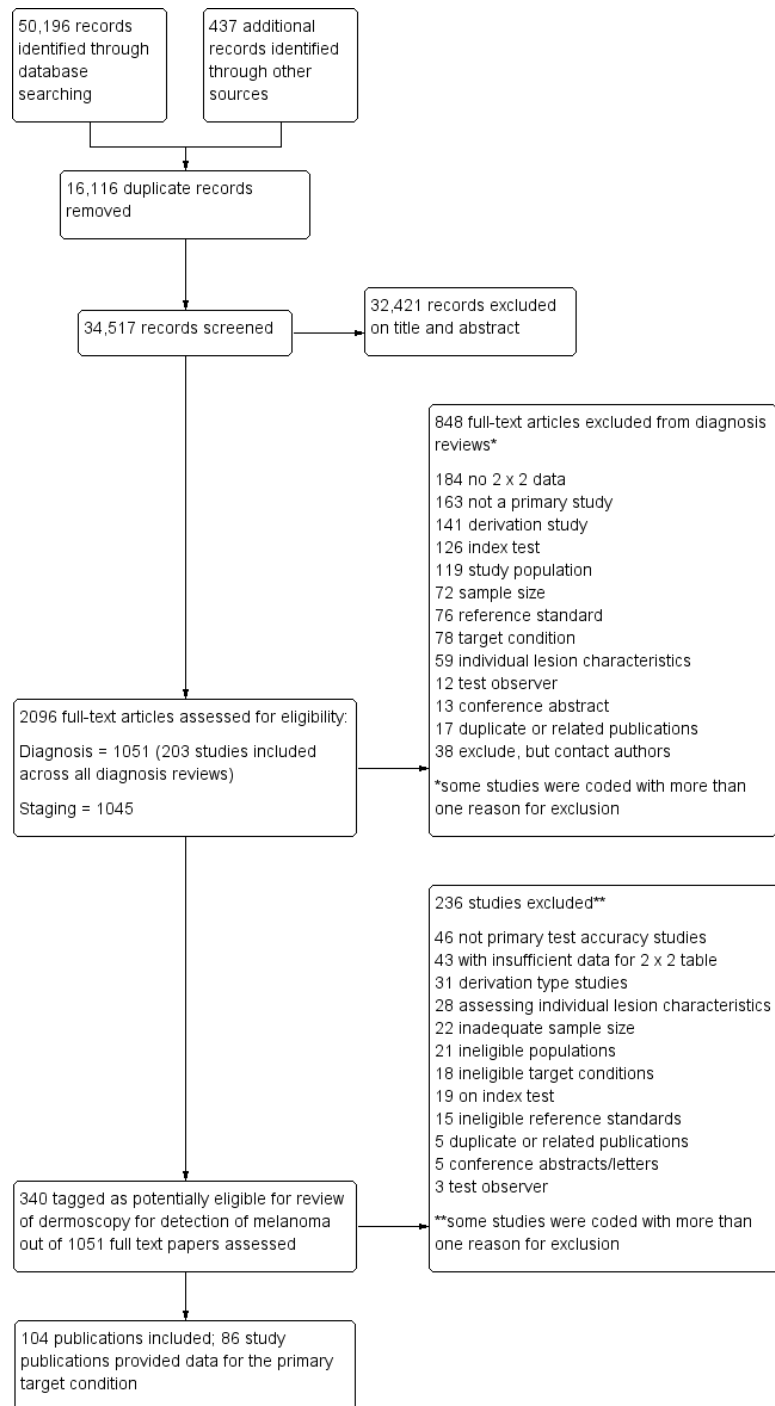 50,196 records
identified through
database
searching
437 additional
records identified
through other
sources
16,116 duplicate records
removed
34,517 records screened
32,421 records excluded
on title and abstract
848 full-text articles excluded from diagnosis
reviews*
184 no 2 x 2 data
163 not a primary study
141 derivation study
126 index test
119 study population
72 sample size
76 reference standard
78 target condition
59 individual lesion characteristics
12 test observer
13 conference abstract
17 duplicate or related publications
38 exclude, but contact authors
*some studies were coded with more than
one reason for exclusion
2096 full-text articles assessed for eligibility:
Diagnosis = 1051 (203 studies included
across all diagnosis reviews)
Staging = 1045
236 studies excluded**
46 not primary test accuracy studies
43 with insufficient data for 2 x 2 table
31 derivation type studies
28 assessing individual lesion characteristics
22 inadequate sample size
21 ineligible populations
18 ineligible target conditions
19 on index test
15 ineligible reference standards
5 duplicate or related publications
5 conference abstracts/letters
3 test observer
**some studies were coded with more than
one reason for exclusion
340 tagged as potentially eligible for review
of dermoscopy for detection of melanoma
out of 1051 full text papers assessed
104 publications included; 86 study
publications provided data for the primary
target condition